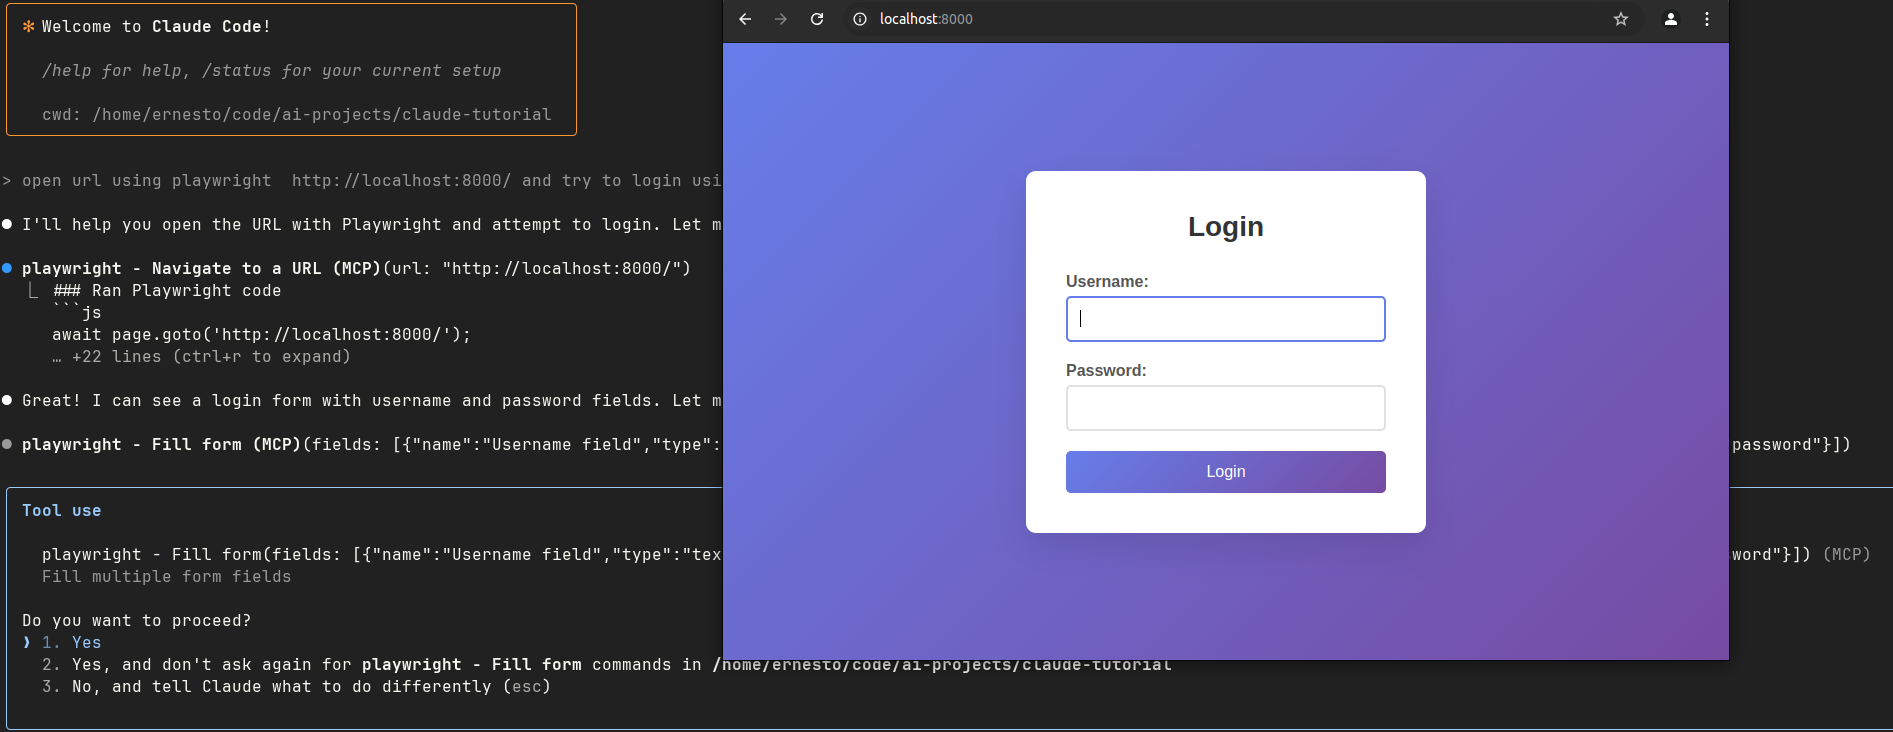 ✻ Welcome to Claude Code!
/help for help, /status for your current setup
cwd: /home/ernesto/code/ai-projects/claude-tutorial
> open url using playwright  http://localhost:8000/ and try to login usi
● I'll help you open the URL with Playwright and attempt to login. Let m
● playwright - Navigate to a URL (MCP)(url: "http://localhost:8000/")
⎿ ### Ran Playwright code
```js
await page.goto('http://localhost:8000/');
… +22 lines (ctrl+r to expand)
● Great! I can see a login form with username and password fields. Let m
● playwright - Fill form (MCP)(fields: [{"name":"Username field","type": password"}])
Tool use
playwright - Fill form(fields: [{"name":"Username field","type":"tex sword"}]) (MCP)
Fill multiple form fields
Do you want to proceed?
❯ 1. Yes
2. Yes, and don't ask again for playwright - Fill form commands in /home/ernesto/code/ai-projects/claude-tutorial
3. No, and tell Claude what to do differently (esc)
localhost:8000
Login
Username:
Password:
Login